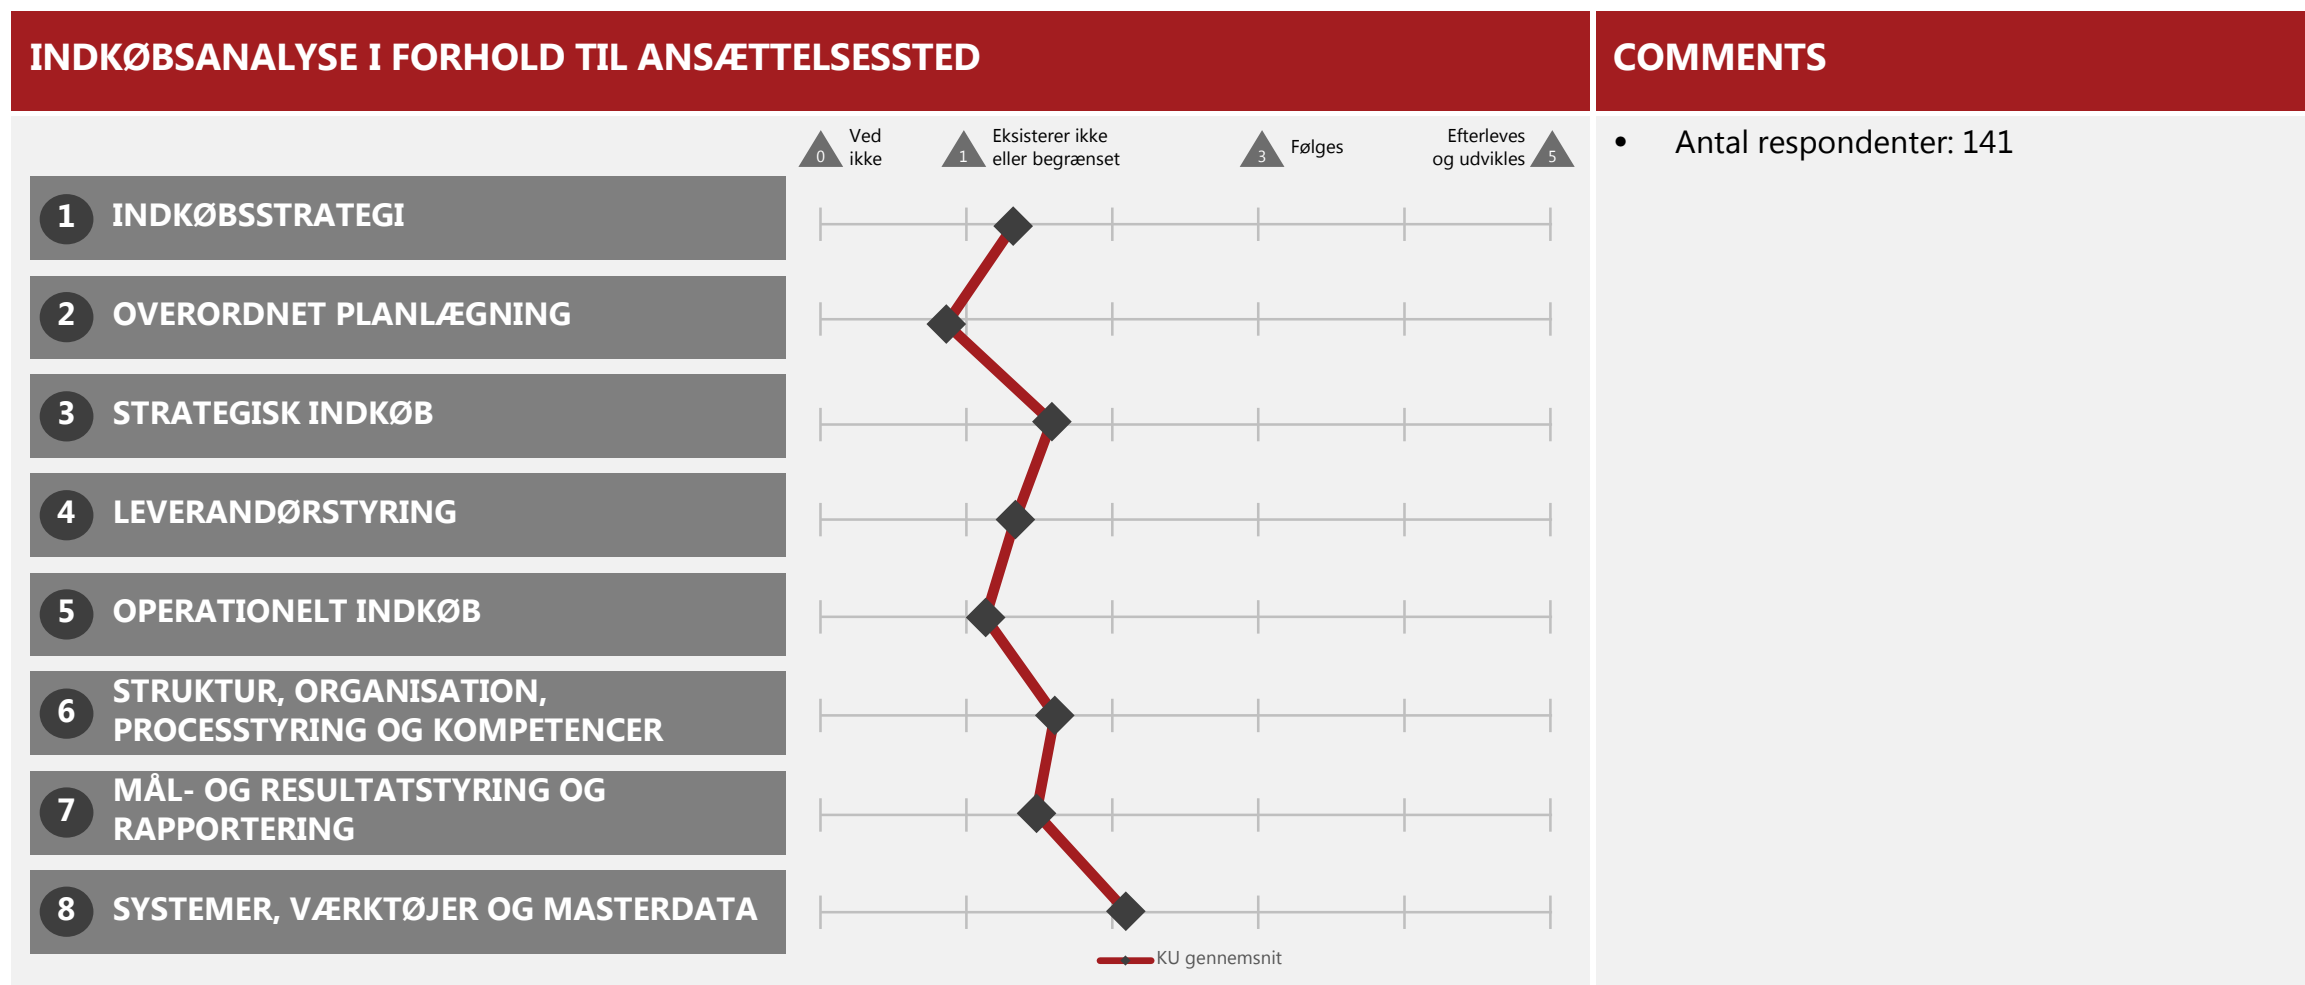 INDKØBSANALYSE I FORHOLD TIL ANSÆTTELSESSTED
COMMENTS
0
Ved
ikke
1
Eksisterer ikke
eller begrænset
3
Følges
Efterleves
og udvikles
5
• Antal respondenter: 141
1 INDKØBSSTRATEGI
2 OVERORDNET PLANLÆGNING
3 STRATEGISK INDKØB
4 LEVERANDØRSTYRING
5 OPERATIONELT INDKØB
6 STRUKTUR, ORGANISATION,
PROCESSTYRING OG KOMPETENCER
7 MÅL- OG RESULTATSTYRING OG
RAPPORTERING
8 SYSTEMER, VÆRKTØJER OG MASTERDATA
KU gennemsnit